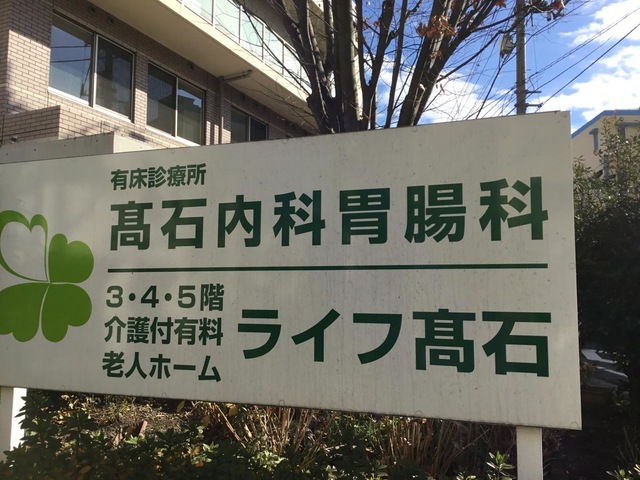 有床診療所
髙石内科胃腸科
3・4・5階
介護付有料
老人ホーム
ライフ髙石